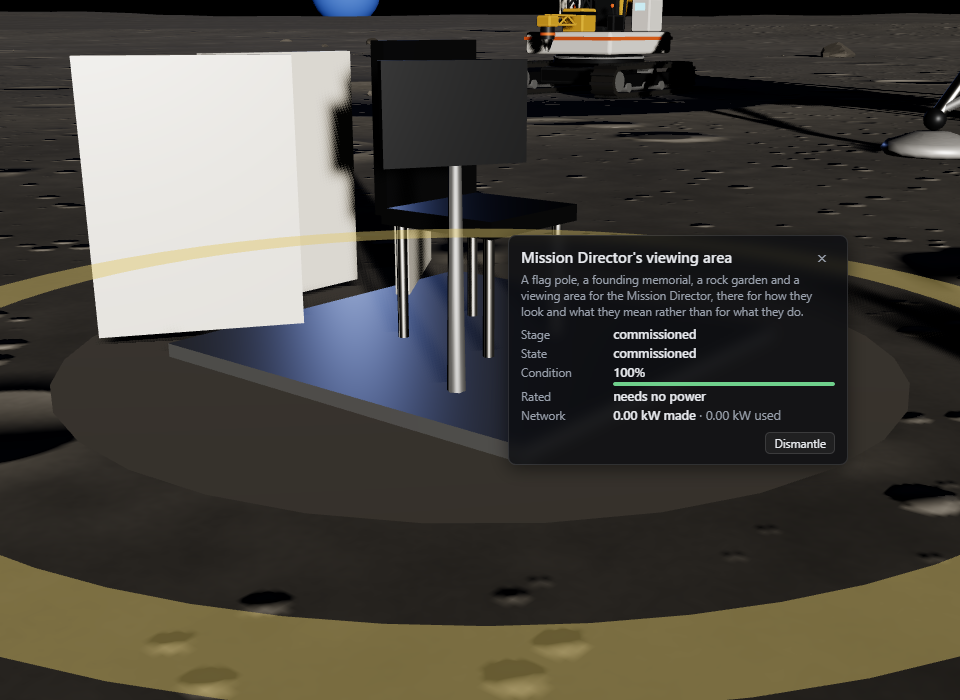 Mission Director's viewing area
A flag pole, a founding memorial, a rock garden and a
viewing area for the Mission Director, there for how they
look and what they mean rather than for what they do.
Stage commissioned
State commissioned
Condition 100%
Rated needs no power
Network 0.00 kW made · 0.00 kW used
Dismantle